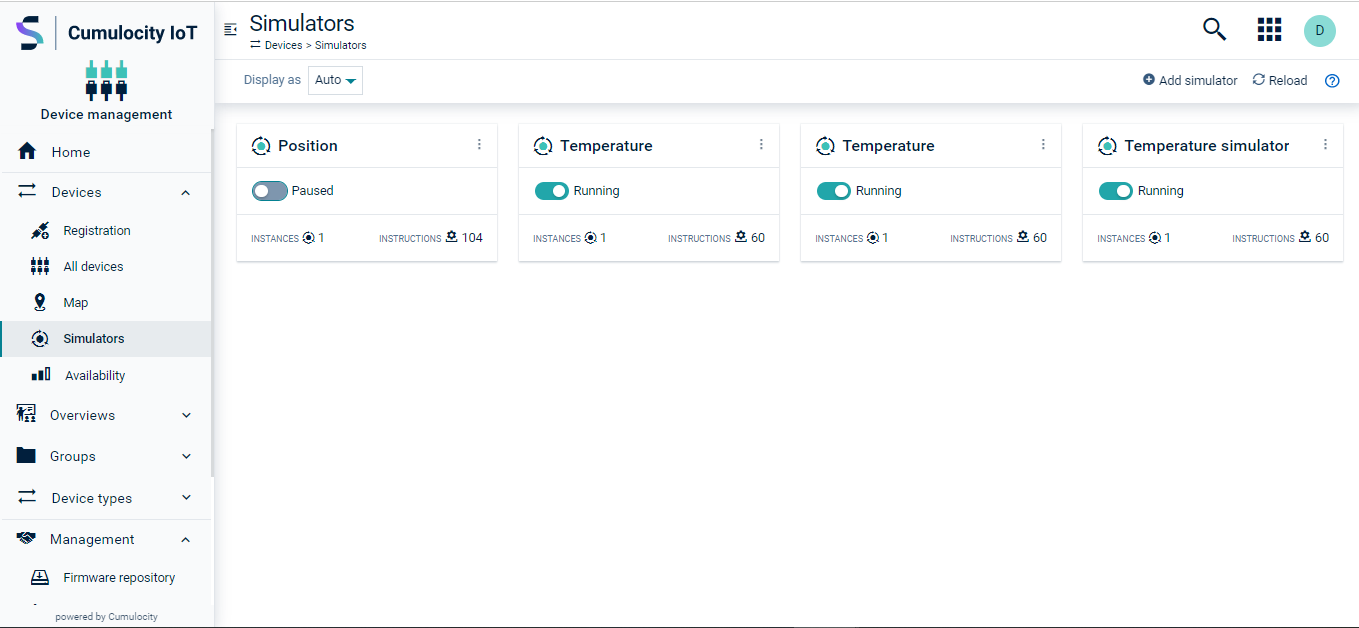 Cumulocity IoT
Device management
Home
Devices
Registration
All devices
Map
Simulators
Availability
Overviews
Groups
Device types
Management
Firmware repository
powered by Cumulocity
Simulators
Devices > Simulators
D
Display as Auto
Add simulator Reload ?
Position
Paused
INSTANCES 1 INSTRUCTIONS 104
Temperature
Running
INSTANCES 1 INSTRUCTIONS 60
Temperature
Running
INSTANCES 1 INSTRUCTIONS 60
Temperature simulator
Running
INSTANCES 1 INSTRUCTIONS 60